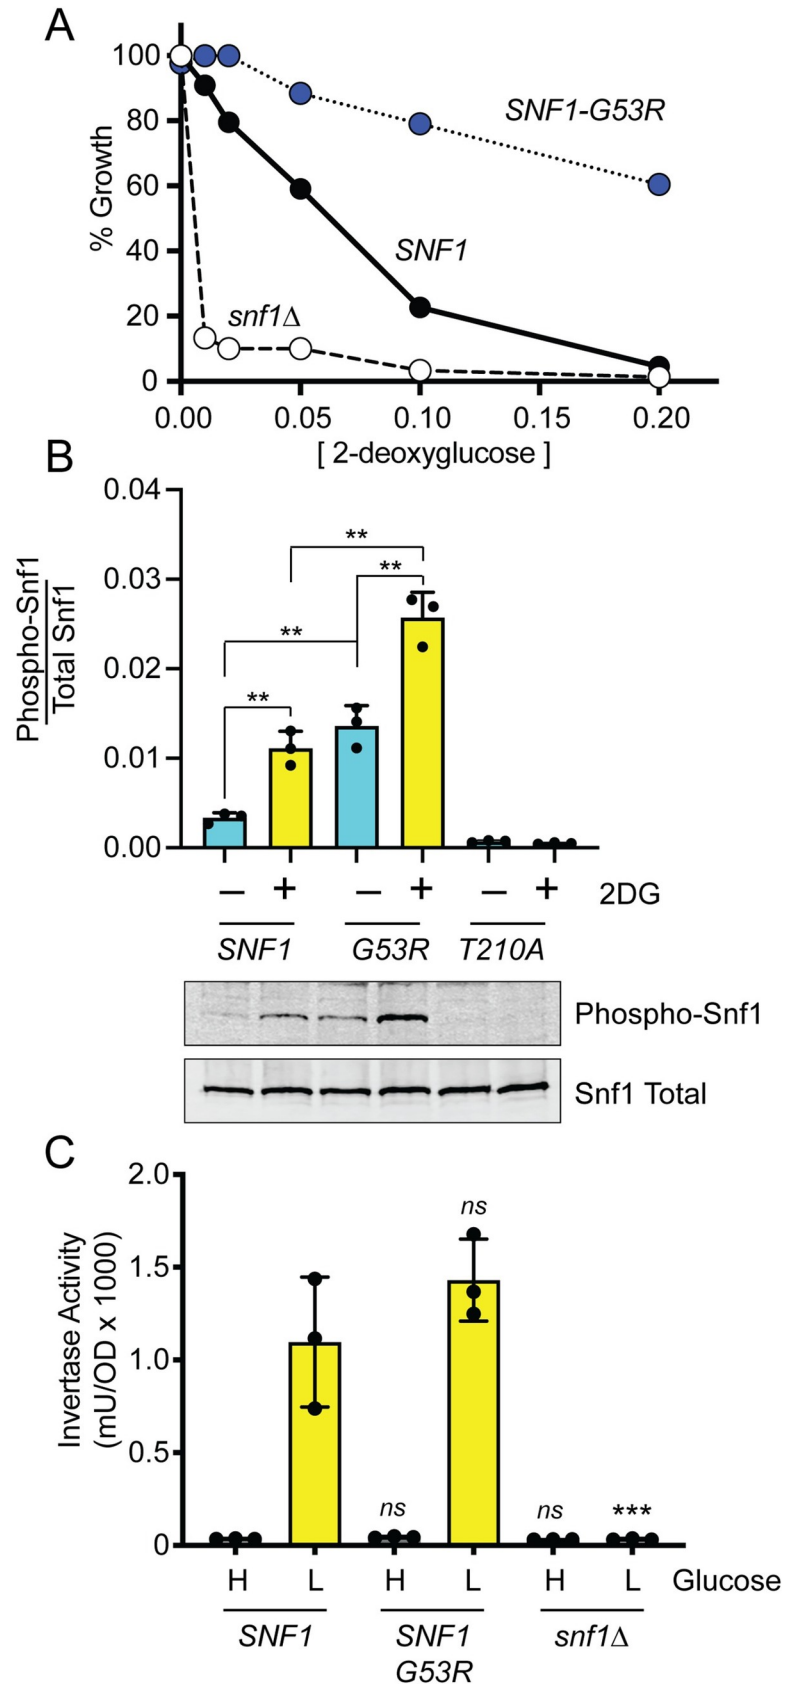 A
100
80
60
40
20
0
% Growth
SNF1-G53R
SNF1
snf1Δ
0.00 0.05 0.10 0.15 0.20
[ 2-deoxyglucose ]
B
0.04
0.03
0.02
0.01
0.00
Phospho-Snf1
Total Snf1
**
**
**
**
– + – + – + 2DG
SNF1 G53R T210A
Phospho-Snf1
Snf1 Total
C
2.0
1.5
1.0
0.5
0
Invertase Activity
(mU/OD x 1000)
ns
ns ns ***
H L H L H L Glucose
SNF1 SNF1 snf1Δ
G53R